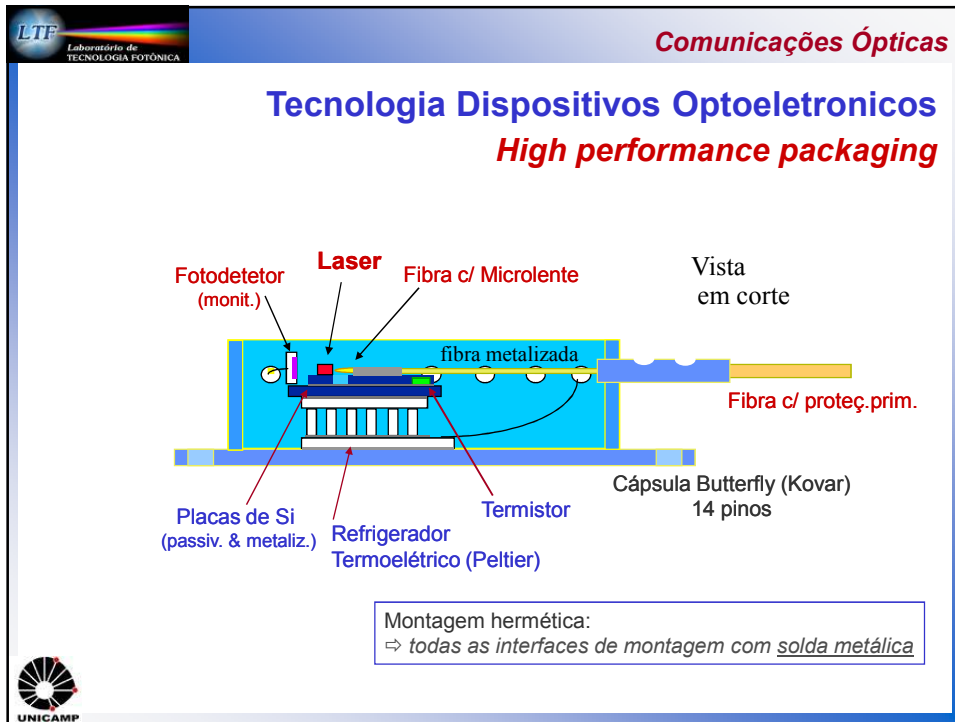 LTF
Laboratório de
TECNOLOGIA FOTÔNICA
Comunicações Ópticas
Tecnologia Dispositivos Optoeletronicos
High performance packaging
Fotodetetor
(monit.)
Laser
Fibra c/ Microlente
Vista
em corte
fibra metalizada
Fibra c/ proteç.prim.
Cápsula Butterfly (Kovar)
14 pinos
Placas de Si
(passiv. & metaliz.)
Refrigerador
Termoelétrico (Peltier)
Termistor
Montagem hermética:
⇨ todas as interfaces de montagem com solda metálica
UNICAMP